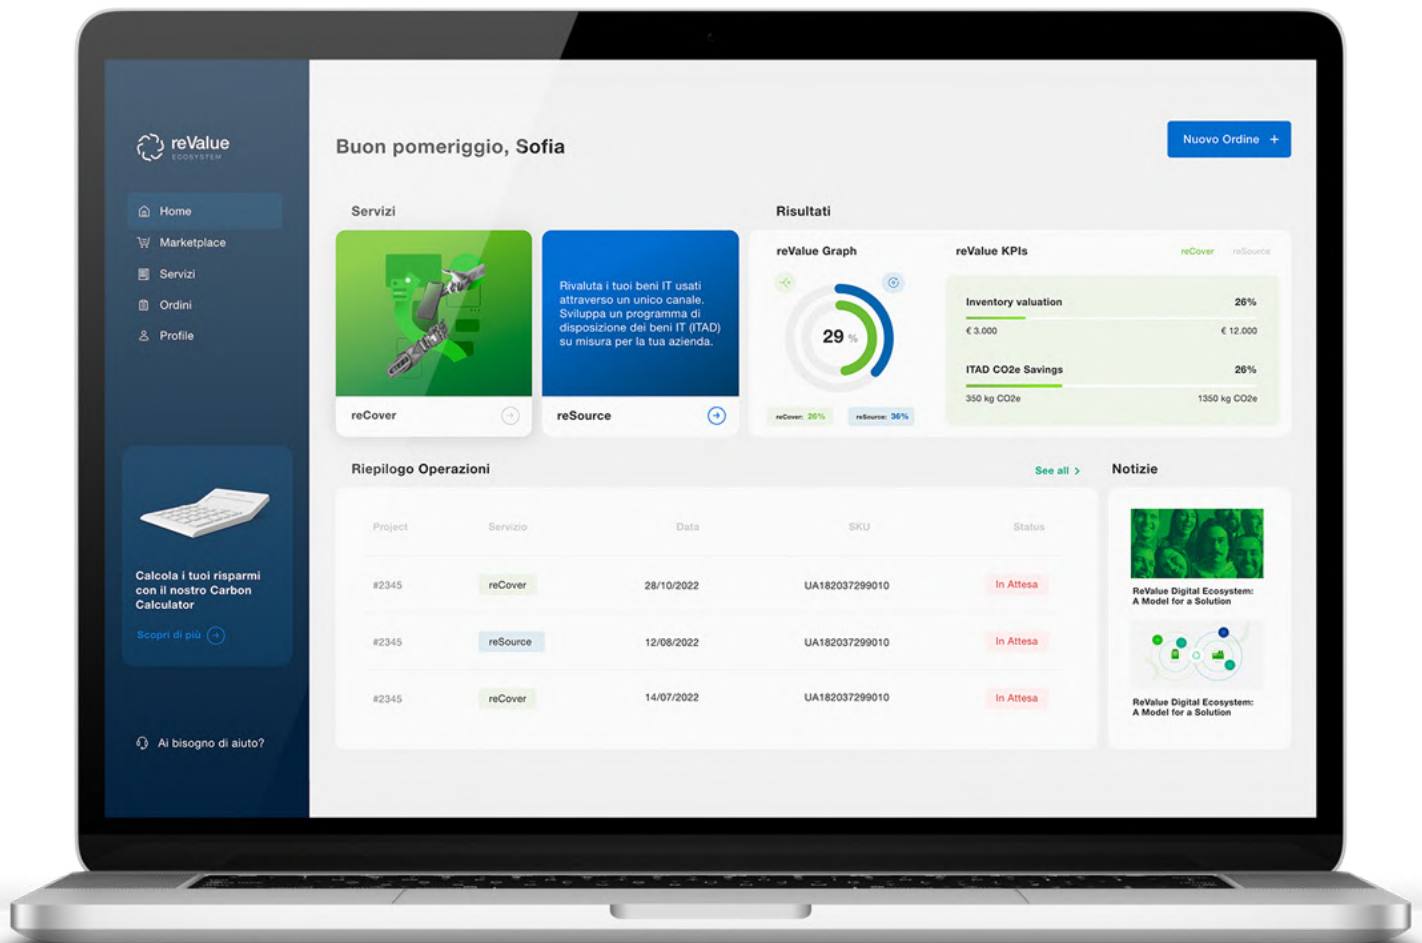 reValue
ECOSYSTEM
Home
Marketplace
Servizi
Ordini
Profile
Calcola i tuoi risparmi
con il nostro Carbon
Calculator
Scopri di più
Ai bisogno di aiuto?
Buon pomeriggio, Sofia
Nuovo Ordine +
Servizi
reCover
Rivaluta i tuoi beni IT usati
attraverso un unico canale.
Sviluppa un programma di
disposizione dei beni IT (ITAD)
su misura per la tua azienda.
reSource
Risultati
reValue Graph
29 %
reCover: 26%
reSource: 36%
reValue KPIs
reCover reSource
Inventory valuation 26%
€ 3.000 € 12.000
ITAD CO2e Savings 26%
350 kg CO2e 1350 kg CO2e
Riepilogo Operazioni
See all >
Project Servizio Data SKU Status
#2345 reCover 28/10/2022 UA182037299010 In Attesa
#2345 reSource 12/08/2022 UA182037299010 In Attesa
#2345 reCover 14/07/2022 UA182037299010 In Attesa
Notizie
ReValue Digital Ecosystem:
A Model for a Solution
ReValue Digital Ecosystem:
A Model for a Solution